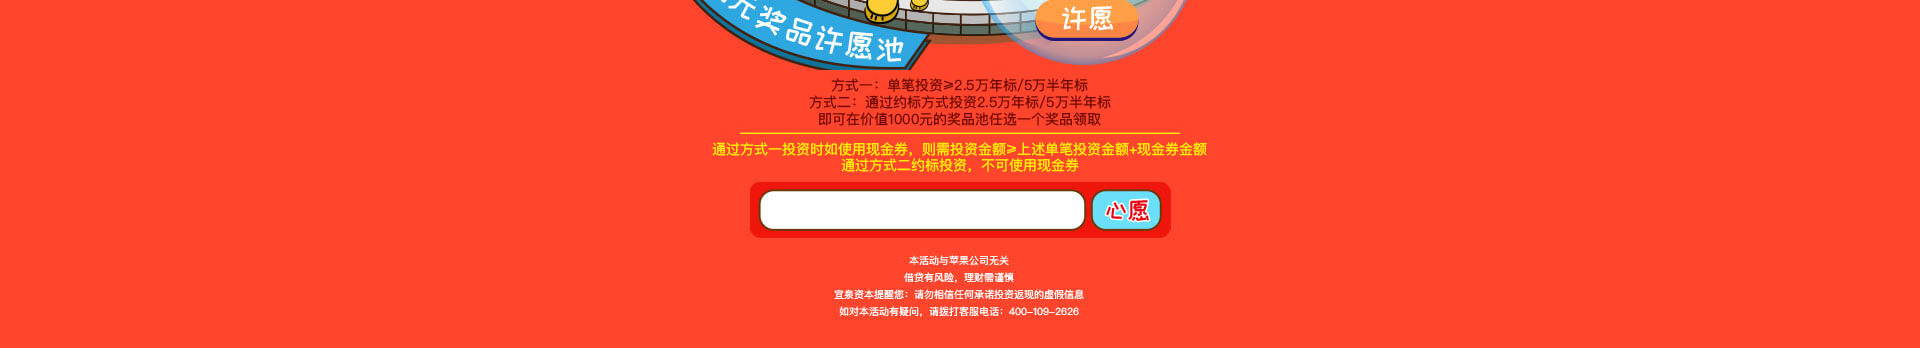 元奖品许愿池
许愿
方式一：单笔投资≥2.5万年标/5万半年标
方式二：通过约标方式投资2.5万年标/5万半年标
即可在价值1000元的奖品池任选一个奖品领取
通过方式一投资时如使用现金券，则需投资金额≥上述单笔投资金额+现金券金额
通过方式二约标投资，不可使用现金券
心愿
本活动与苹果公司无关
借贷有风险，理财需谨慎
宜泉资本提醒您：请勿相信任何承诺投资返现的虚假信息
如对本活动有疑问，请拨打客服电话：400-109-2626